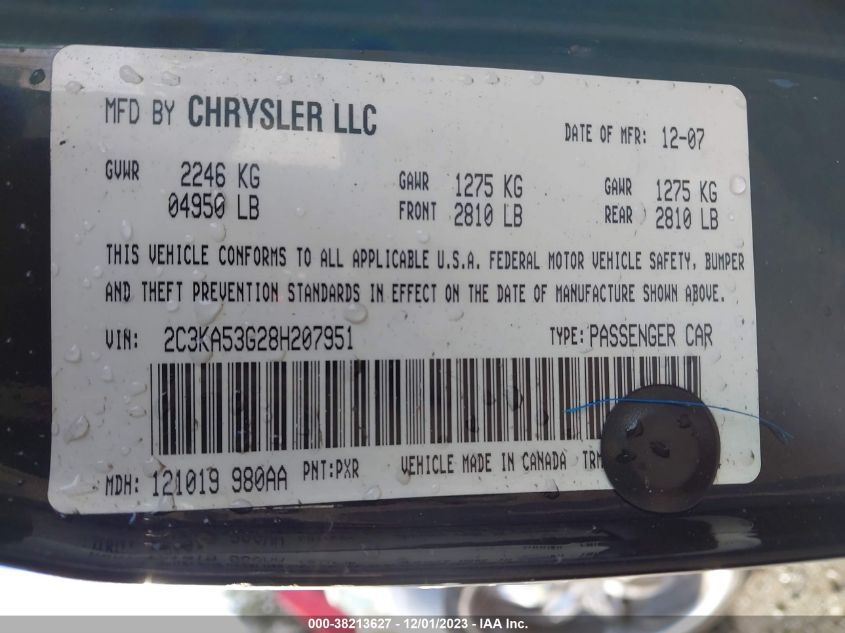 MFD BY CHRYSLER LLC
DATE OF MFR: 12-07
GVWR 2246 KG
04950 LB
GAWR 1275 KG
FRONT 2810 LB
GAWR 1275 KG
REAR 2810 LB
THIS VEHICLE CONFORMS TO ALL APPLICABLE U.S.A. FEDERAL MOTOR VEHICLE SAFETY, BUMPER
AND THEFT PREVENTION STANDARDS IN EFFECT ON THE DATE OF MANUFACTURE SHOWN ABOVE.
VIN: 2C3KA53G28H207951 TYPE: PASSENGER CAR
MDH: 121019 980AA PNT:PXR VEHICLE MADE IN CANADA TRM
000-38213627 - 12/01/2023 - IAA Inc.